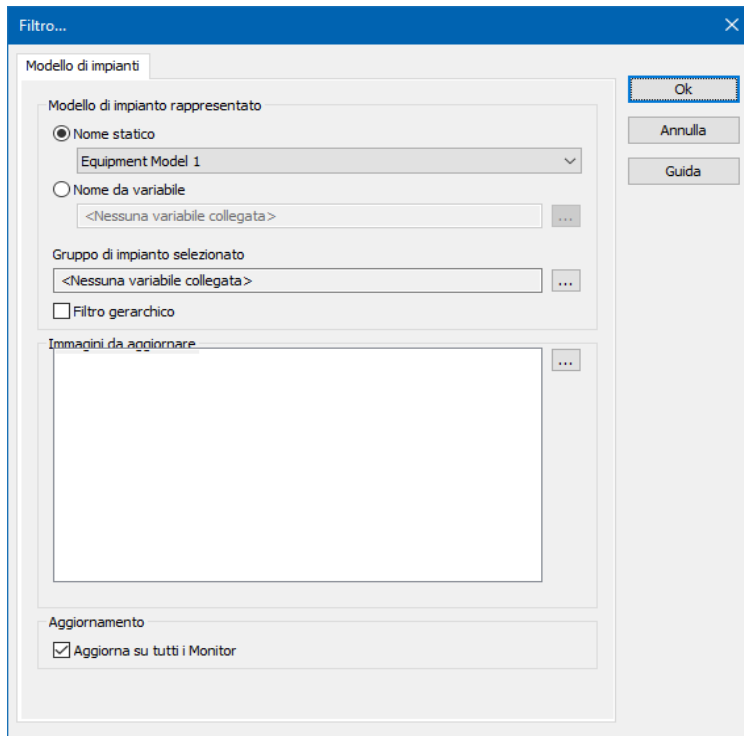 Filtro...
Modello di impianti
Ok
Modello di impianto rappresentato
Annulla
Nome statico
Equipment Model 1
Guida
Nome da variabile
<Nessuna variabile collegata>
...
Gruppo di impianto selezionato
<Nessuna variabile collegata>
...
Filtro gerarchico
Immagini da aggiornare
...
Aggiornamento
Aggiorna su tutti i Monitor